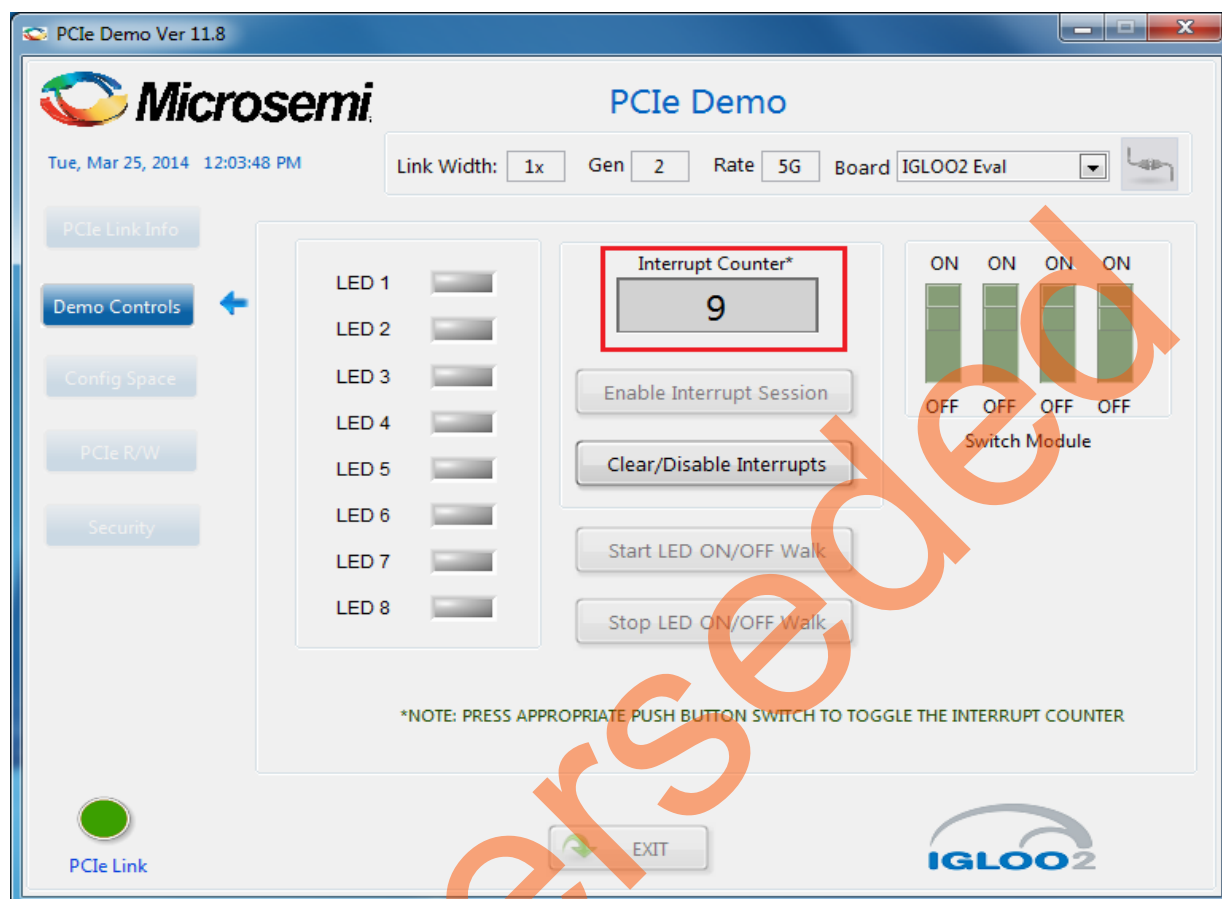 PCIe Demo Ver 11.8
Microsemi
PCIe Demo
Tue, Mar 25, 2014 12:03:48 PM
Link Width: 1x Gen 2 Rate 5G Board IGLOO2 Eval
PCIe Link Info
Demo Controls
Config Space
PCIe R/W
Security
LED 1
LED 2
LED 3
LED 4
LED 5
LED 6
LED 7
LED 8
Interrupt Counter*
9
Enable Interrupt Session
Clear/Disable Interrupts
Start LED ON/OFF Walk
Stop LED ON/OFF Walk
ON ON ON ON
OFF OFF OFF OFF
Switch Module
*NOTE: PRESS APPROPRIATE PUSH BUTTON SWITCH TO TOGGLE THE INTERRUPT COUNTER
PCIe Link
EXIT
IGLOO2
erseded